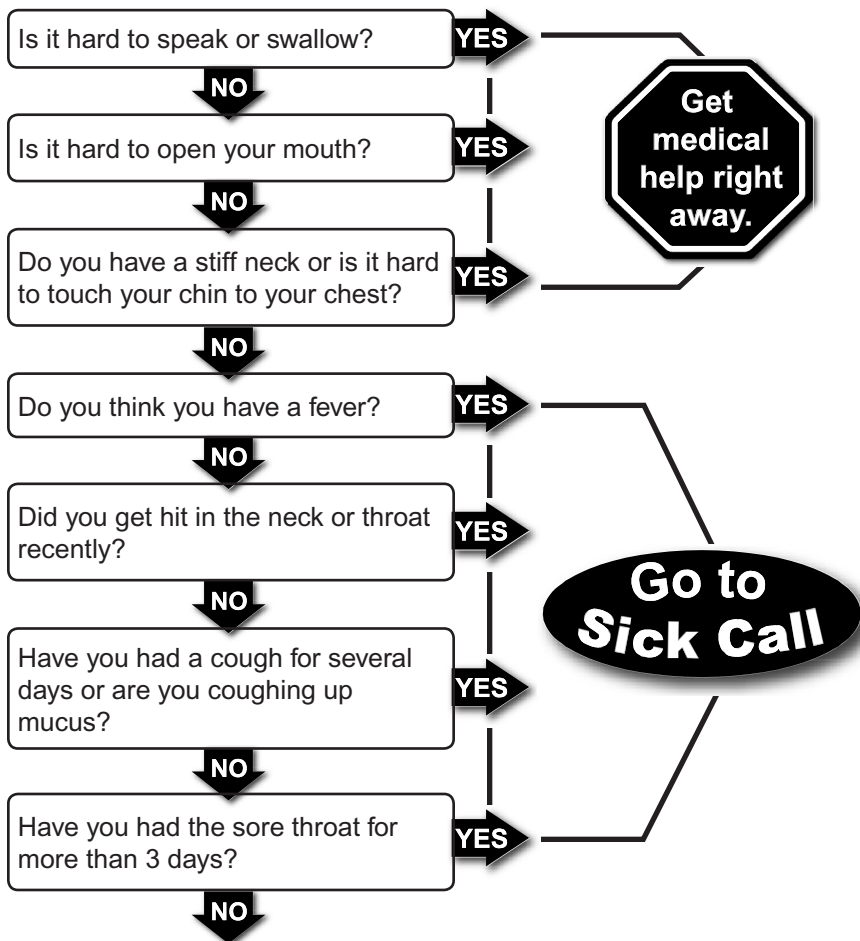 Is it hard to speak or swallow?
YES
NO
Is it hard to open your mouth?
YES
NO
Do you have a stiff neck or is it hard
to touch your chin to your chest?
YES
Get
medical
help right
away.
NO
Do you think you have a fever?
YES
NO
Did you get hit in the neck or throat
recently?
YES
NO
Have you had a cough for several
days or are you coughing up
mucus?
YES
NO
Have you had the sore throat for
more than 3 days?
YES
Go to
Sick Call
NO